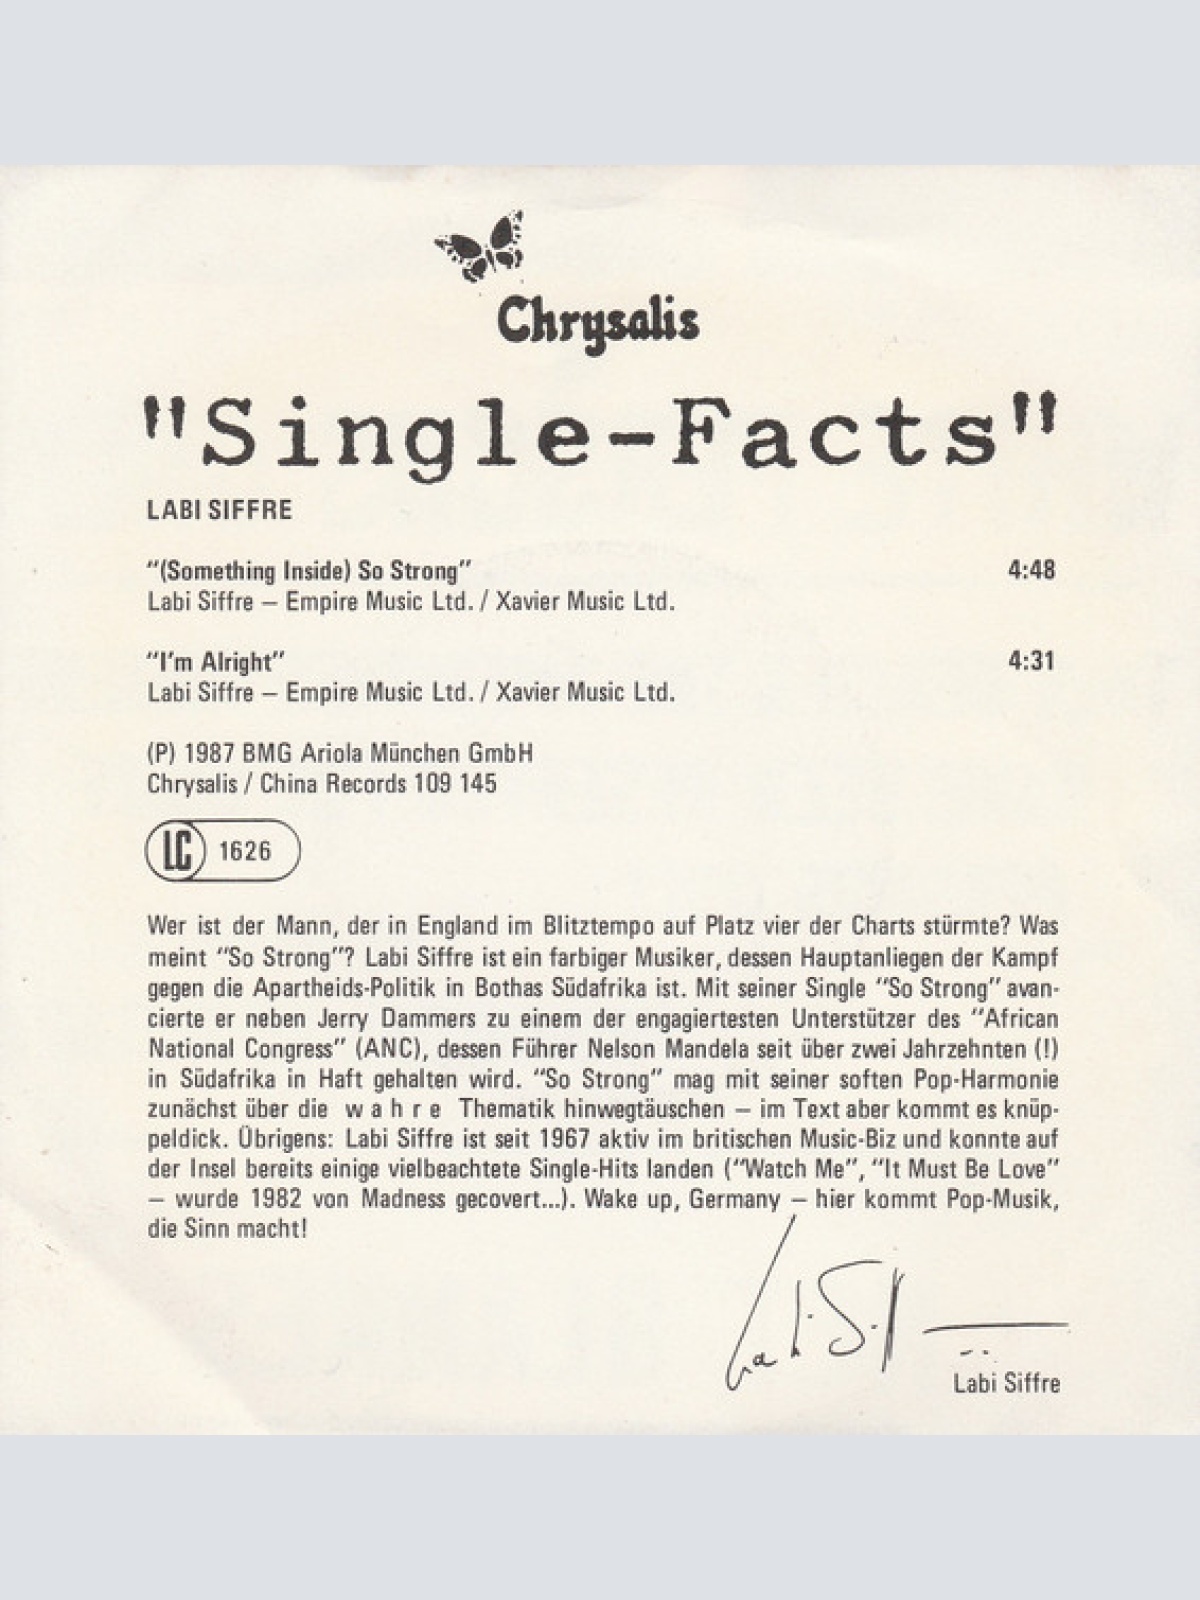 Chrysalis
"Single-Facts"
LABI SIFFRE
“(Something Inside) So Strong” 4:48
Labi Siffre – Empire Music Ltd. / Xavier Music Ltd.
“I’m Alright” 4:31
Labi Siffre – Empire Music Ltd. / Xavier Music Ltd.
(P) 1987 BMG Ariola München GmbH
Chrysalis / China Records 109 145
LC 1626
Wer ist der Mann, der in England im Blitztempo auf Platz vier der Charts stürmte? Was
meint “So Strong”? Labi Siffre ist ein farbiger Musiker, dessen Hauptanliegen der Kampf
gegen die Apartheids-Politik in Bothas Südafrika ist. Mit seiner Single “So Strong” avan-
cierte er neben Jerry Dammers zu einem der engagiertesten Unterstützer des “African
National Congress” (ANC), dessen Führer Nelson Mandela seit über zwei Jahrzehnten (!)
in Südafrika in Haft gehalten wird. “So Strong” mag mit seiner soften Pop-Harmonie
zunächst über die w a h r e Thematik hinwegtäuschen – im Text aber kommt es knüp-
peldick. Übrigens: Labi Siffre ist seit 1967 aktiv im britischen Music-Biz und konnte auf
der Insel bereits einige vielbeachtete Single-Hits landen (“Watch Me”, “It Must Be Love”
– wurde 1982 von Madness gecovert...). Wake up, Germany – hier kommt Pop-Musik,
die Sinn macht!
Labi Siffre
Labi Siffre